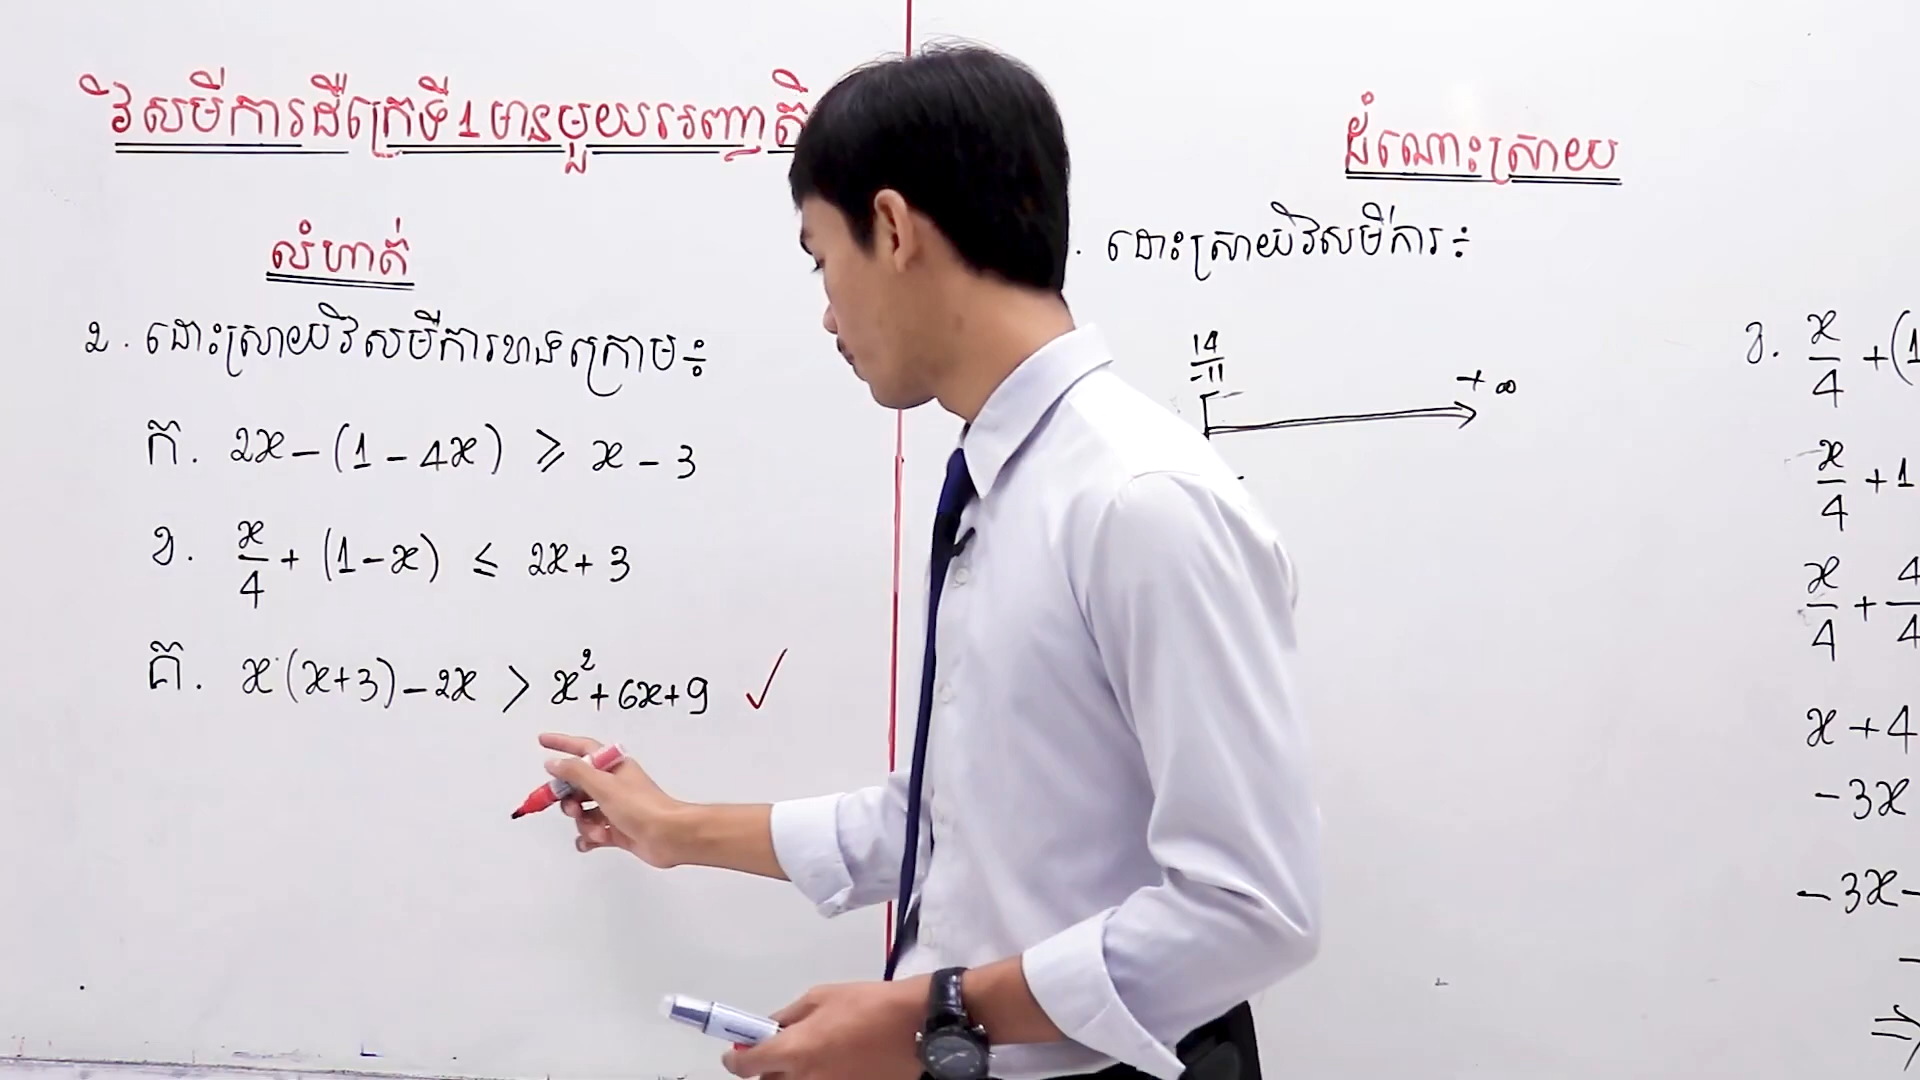 វិសមីការដឺក្រេទី1មានមួយអញ្ញាតិ
លំហាត់
2. ដោះស្រាយវិសមីការខាងក្រោម ÷
ក. 2x - (1 - 4x) ⩾ x - 3
ខ. x/4 + (1 - x) ≤ 2x + 3
គ. x(x+3) - 2x > x² + 6x + 9 ✓
ដំណោះស្រាយ
. ដោះស្រាយវិសមីការ ÷
14/-11
+∞
ខ. x/4 + (1
x/4 + 1
x/4 + 4/4
x + 4
-3x
-3x -
-
⇒